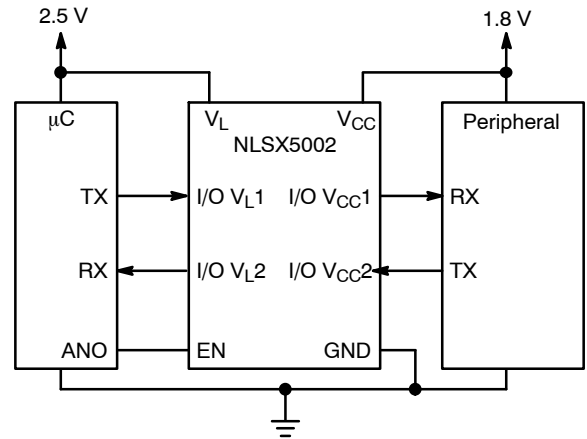 2.5 V
1.8 V
μC
V_L
V_CC
Peripheral
NLSX5002
TX
I/O V_L1
I/O V_CC1
RX
RX
I/O V_L2
I/O V_CC2
TX
ANO
EN
GND